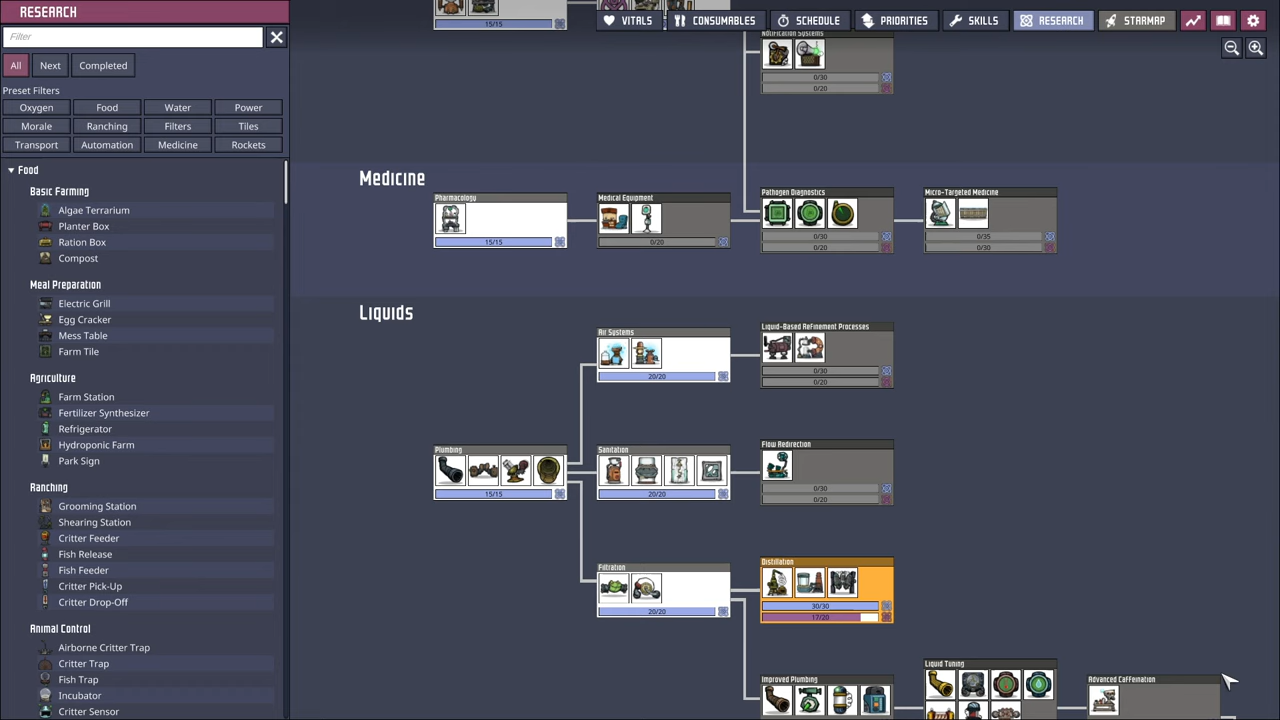 RESEARCH
VITALS
CONSUMABLES
SCHEDULE
PRIORITIES
SKILLS
RESEARCH
STARMAP
Filter
All
Next
Completed
Preset Filters
Oxygen
Food
Water
Power
Morale
Ranching
Filters
Tiles
Transport
Automation
Medicine
Rockets
Food
Basic Farming
Algae Terrarium
Planter Box
Ration Box
Compost
Meal Preparation
Electric Grill
Egg Cracker
Mess Table
Farm Tile
Agriculture
Farm Station
Fertilizer Synthesizer
Refrigerator
Hydroponic Farm
Park Sign
Ranching
Grooming Station
Shearing Station
Critter Feeder
Fish Release
Fish Feeder
Critter Pick-Up
Critter Drop-Off
Animal Control
Airborne Critter Trap
Critter Trap
Fish Trap
Incubator
Critter Sensor
15/15
Notification Systems
0/30
0/20
Medicine
Pharmacology
15/15
Medical Equipment
0/20
Pathogen Diagnostics
0/30
0/20
Micro-Targeted Medicine
0/35
0/30
Liquids
Air Systems
20/20
Liquid-Based Refinement Processes
0/30
0/20
Plumbing
15/15
Sanitation
20/20
Flow Redirection
0/30
0/20
Filtration
20/20
Distillation
30/30
17/20
Improved Plumbing
Liquid Tuning
Advanced Caffeination